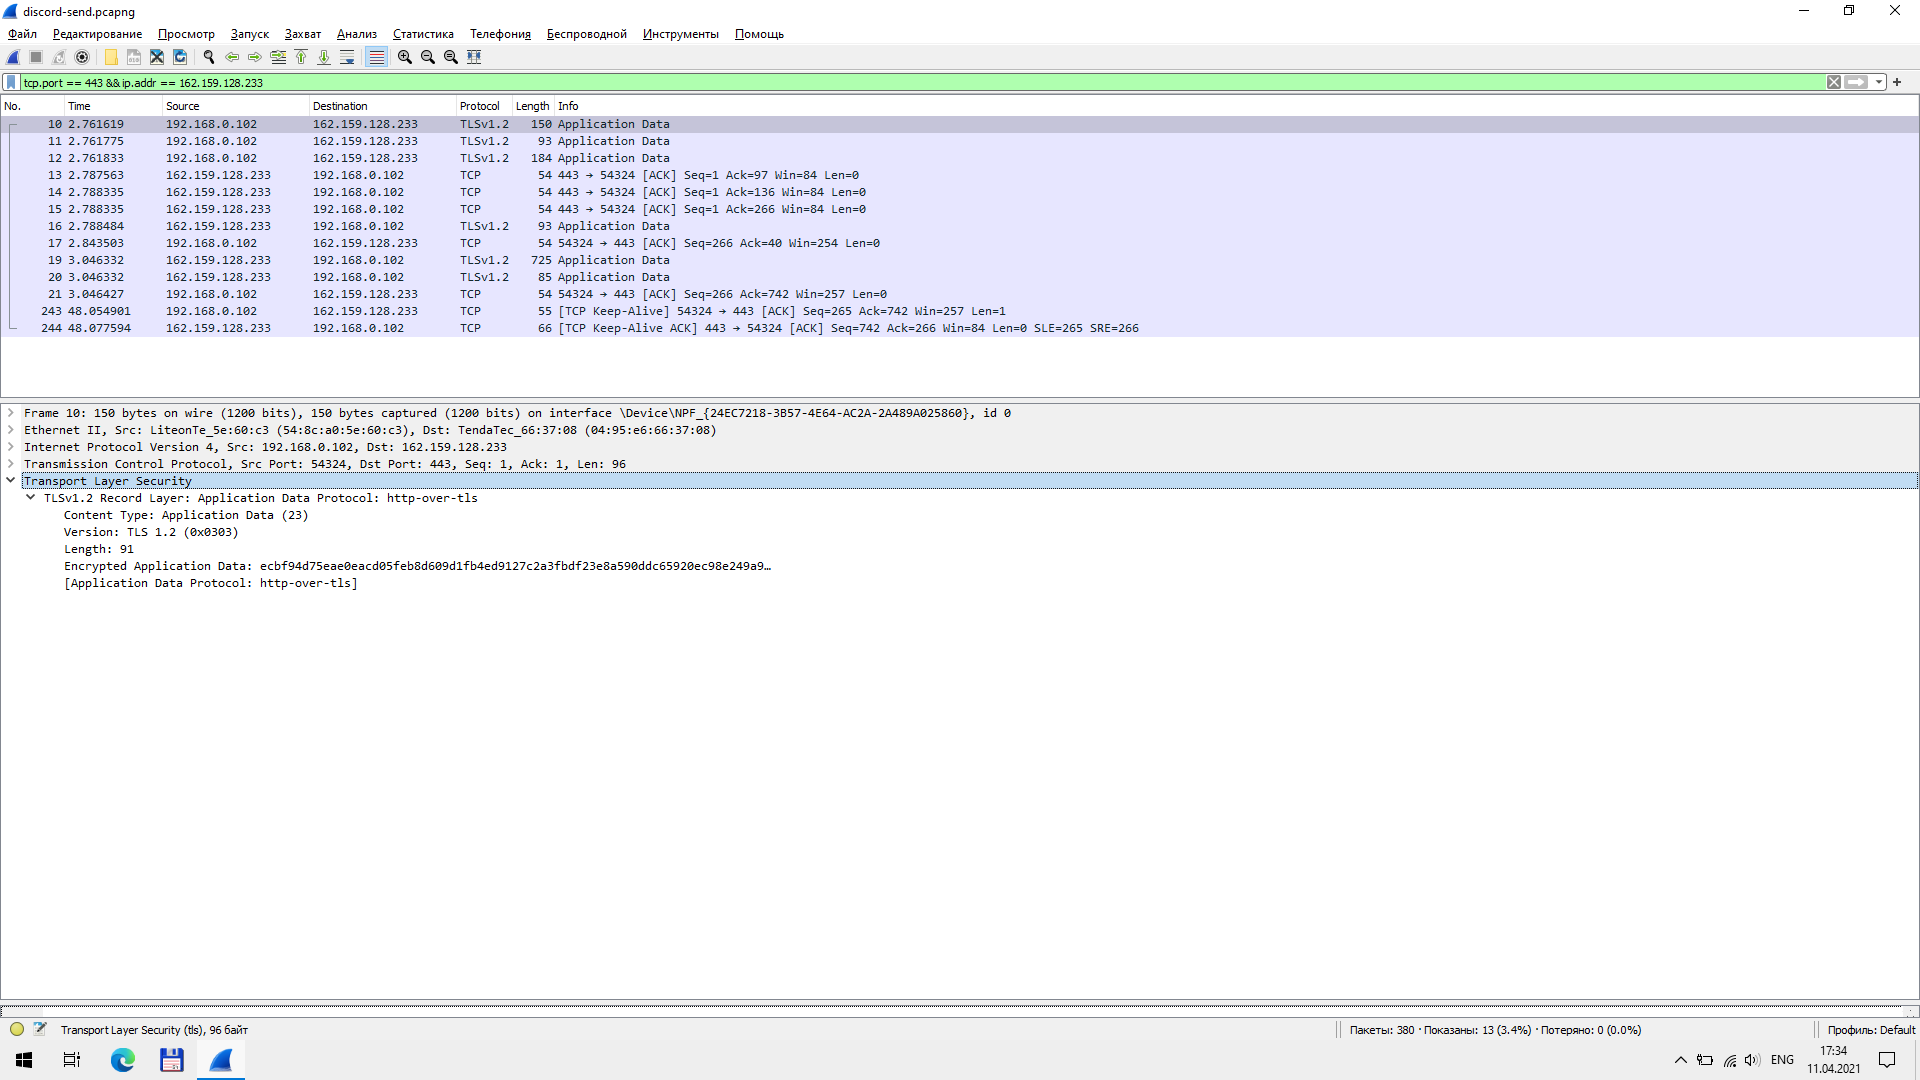 discord-send.pcapng
Файл Редактирование Просмотр Запуск Захват Анализ Статистика Телефония Беспроводной Инструменты Помощь
tcp.port == 443 && ip.addr == 162.159.128.233
No. Time Source Destination Protocol Length Info
10 2.761619 192.168.0.102 162.159.128.233 TLSv1.2 150 Application Data
11 2.761775 192.168.0.102 162.159.128.233 TLSv1.2 93 Application Data
12 2.761833 192.168.0.102 162.159.128.233 TLSv1.2 184 Application Data
13 2.787563 162.159.128.233 192.168.0.102 TCP 54 443 → 54324 [ACK] Seq=1 Ack=97 Win=84 Len=0
14 2.788335 162.159.128.233 192.168.0.102 TCP 54 443 → 54324 [ACK] Seq=1 Ack=136 Win=84 Len=0
15 2.788335 162.159.128.233 192.168.0.102 TCP 54 443 → 54324 [ACK] Seq=1 Ack=266 Win=84 Len=0
16 2.788484 162.159.128.233 192.168.0.102 TLSv1.2 93 Application Data
17 2.843503 192.168.0.102 162.159.128.233 TCP 54 54324 → 443 [ACK] Seq=266 Ack=40 Win=254 Len=0
19 3.046332 162.159.128.233 192.168.0.102 TLSv1.2 725 Application Data
20 3.046332 162.159.128.233 192.168.0.102 TLSv1.2 85 Application Data
21 3.046427 192.168.0.102 162.159.128.233 TCP 54 54324 → 443 [ACK] Seq=266 Ack=742 Win=257 Len=0
243 48.054901 192.168.0.102 162.159.128.233 TCP 55 [TCP Keep-Alive] 54324 → 443 [ACK] Seq=265 Ack=742 Win=257 Len=1
244 48.077594 162.159.128.233 192.168.0.102 TCP 66 [TCP Keep-Alive ACK] 443 → 54324 [ACK] Seq=742 Ack=266 Win=84 Len=0 SLE=265 SRE=266
Frame 10: 150 bytes on wire (1200 bits), 150 bytes captured (1200 bits) on interface \Device\NPF_{24EC7218-3B57-4E64-AC2A-2A489A025860}, id 0
Ethernet II, Src: LiteonTe_5e:60:c3 (54:8c:a0:5e:60:c3), Dst: TendaTec_66:37:08 (04:95:e6:66:37:08)
Internet Protocol Version 4, Src: 192.168.0.102, Dst: 162.159.128.233
Transmission Control Protocol, Src Port: 54324, Dst Port: 443, Seq: 1, Ack: 1, Len: 96
Transport Layer Security
TLSv1.2 Record Layer: Application Data Protocol: http-over-tls
Content Type: Application Data (23)
Version: TLS 1.2 (0x0303)
Length: 91
Encrypted Application Data: ecbf94d75eae0eacd05feb8d609d1fb4ed9127c2a3fbdf23e8a590ddc65920ec98e249a9…
[Application Data Protocol: http-over-tls]
Transport Layer Security (tls), 96 байт
Пакеты: 380 · Показаны: 13 (3.4%) · Потеряно: 0 (0.0%)
Профиль: Default
ENG
17:34
11.04.2021